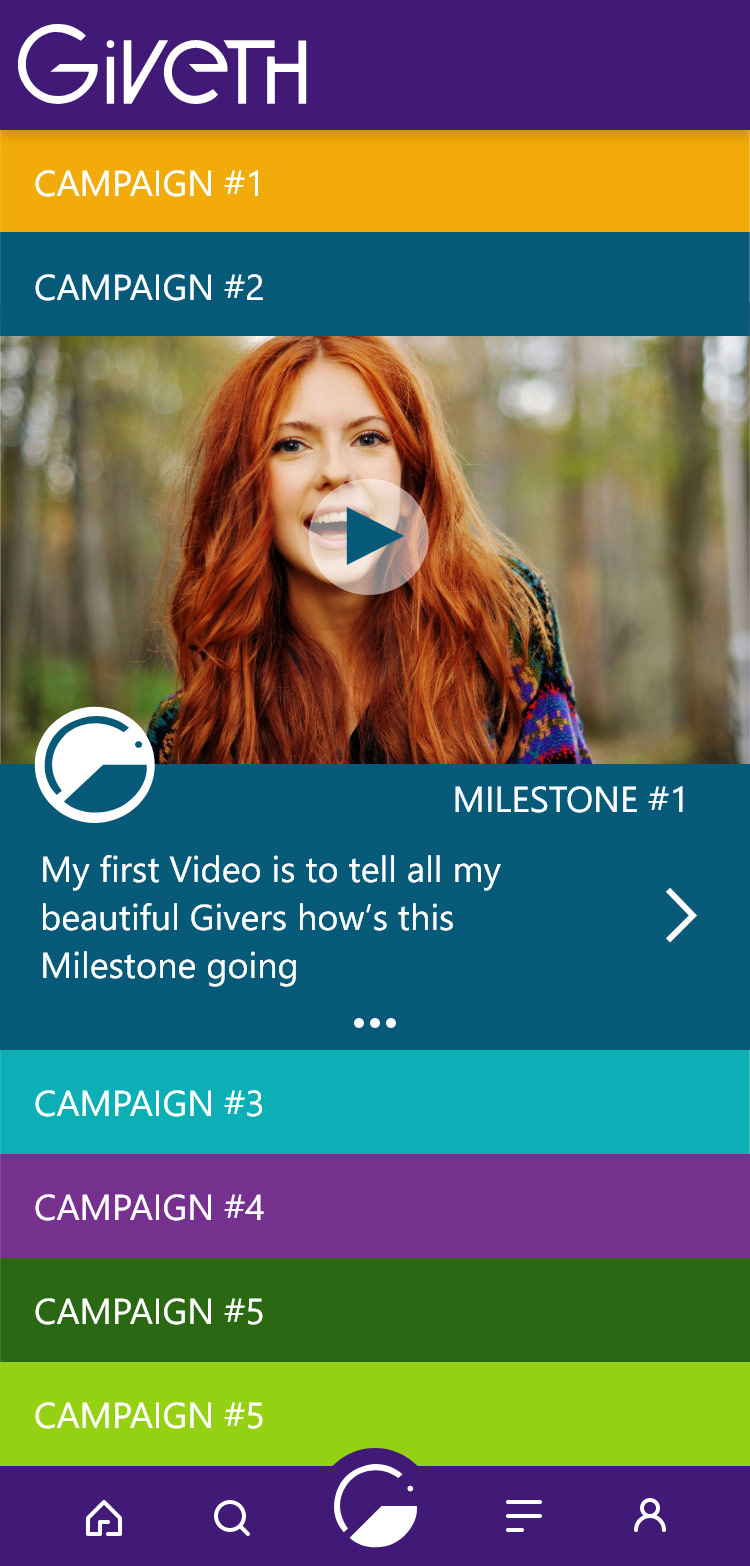 GIVETH
CAMPAIGN #1
CAMPAIGN #2
MILESTONE #1
My first Video is to tell all my
beautiful Givers how’s this
Milestone going
CAMPAIGN #3
CAMPAIGN #4
CAMPAIGN #5
CAMPAIGN #5